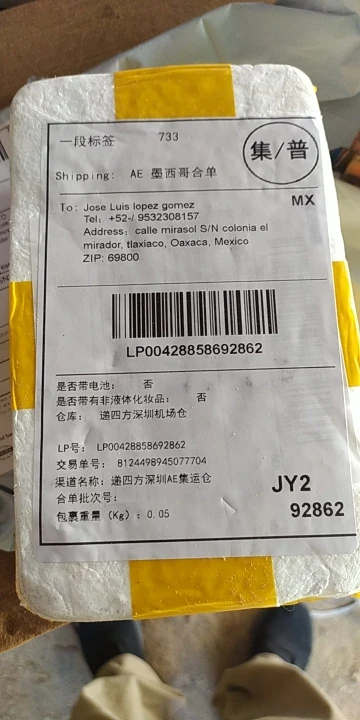 一段标签 733
集/普
Shipping: AE 墨西哥合单
To: Jose Luis lopez gomez
MX
Tel: +52-/ 9532308157
Address: calle mirasol S/N colonia el
mirador, tlaxiaco, Oaxaca, Mexico
ZIP: 69800
LP00428858692862
是否带电池: 否
是否带有非液体化妆品: 否
仓库: 递四方深圳机场仓
LP号: LP00428858692862
交易单号: 8124498945077704
渠道名称: 递四方深圳AE集运仓
JY2
合单批次号:
92862
包裹重量 (Kg): 0.05